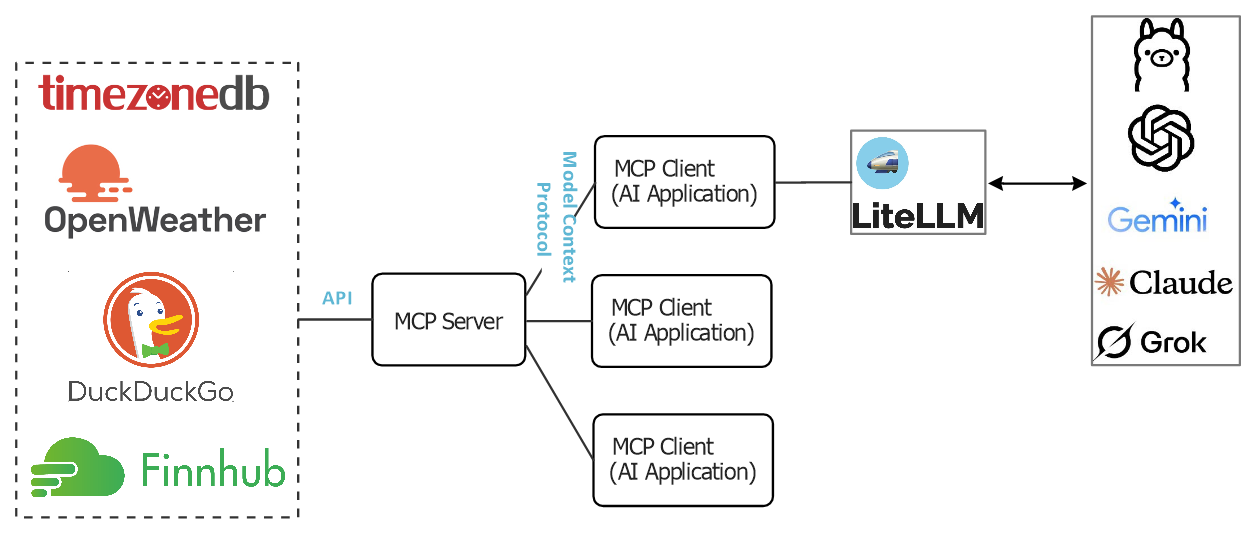 timezonedb
OpenWeather
DuckDuckGo
Finnhub
API
MCP Server
Model Context
Protocol
MCP Client
(AI Application)
MCP Client
(AI Application)
MCP Client
(AI Application)
LiteLLM
Gemini
Claude
Grok